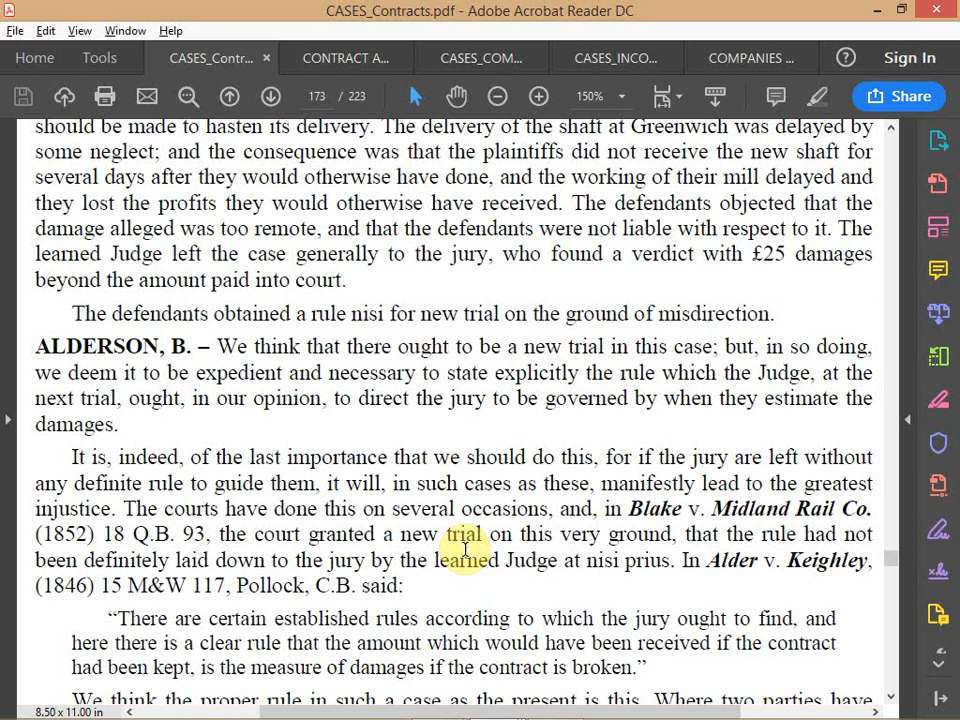 CASES_Contracts.pdf - Adobe Acrobat Reader DC
File Edit View Window Help
Home Tools CASES_Contr... × CONTRACT A... CASES_COM... CASES_INCO... COMPANIES ... Sign In
173 / 223 150% Share
should be made to hasten its delivery. The delivery of the shaft at Greenwich was delayed by
some neglect; and the consequence was that the plaintiffs did not receive the new shaft for
several days after they would otherwise have done, and the working of their mill delayed and
they lost the profits they would otherwise have received. The defendants objected that the
damage alleged was too remote, and that the defendants were not liable with respect to it. The
learned Judge left the case generally to the jury, who found a verdict with £25 damages
beyond the amount paid into court.
The defendants obtained a rule nisi for new trial on the ground of misdirection.
ALDERSON, B. – We think that there ought to be a new trial in this case; but, in so doing,
we deem it to be expedient and necessary to state explicitly the rule which the Judge, at the
next trial, ought, in our opinion, to direct the jury to be governed by when they estimate the
damages.
It is, indeed, of the last importance that we should do this, for if the jury are left without
any definite rule to guide them, it will, in such cases as these, manifestly lead to the greatest
injustice. The courts have done this on several occasions, and, in Blake v. Midland Rail Co.
(1852) 18 Q.B. 93, the court granted a new trial on this very ground, that the rule had not
been definitely laid down to the jury by the learned Judge at nisi prius. In Alder v. Keighley,
(1846) 15 M&W 117, Pollock, C.B. said:
“There are certain established rules according to which the jury ought to find, and
here there is a clear rule that the amount which would have been received if the contract
had been kept, is the measure of damages if the contract is broken.”
We think the proper rule in such a case as the present is this. Where two parties have
8.50 x 11.00 in